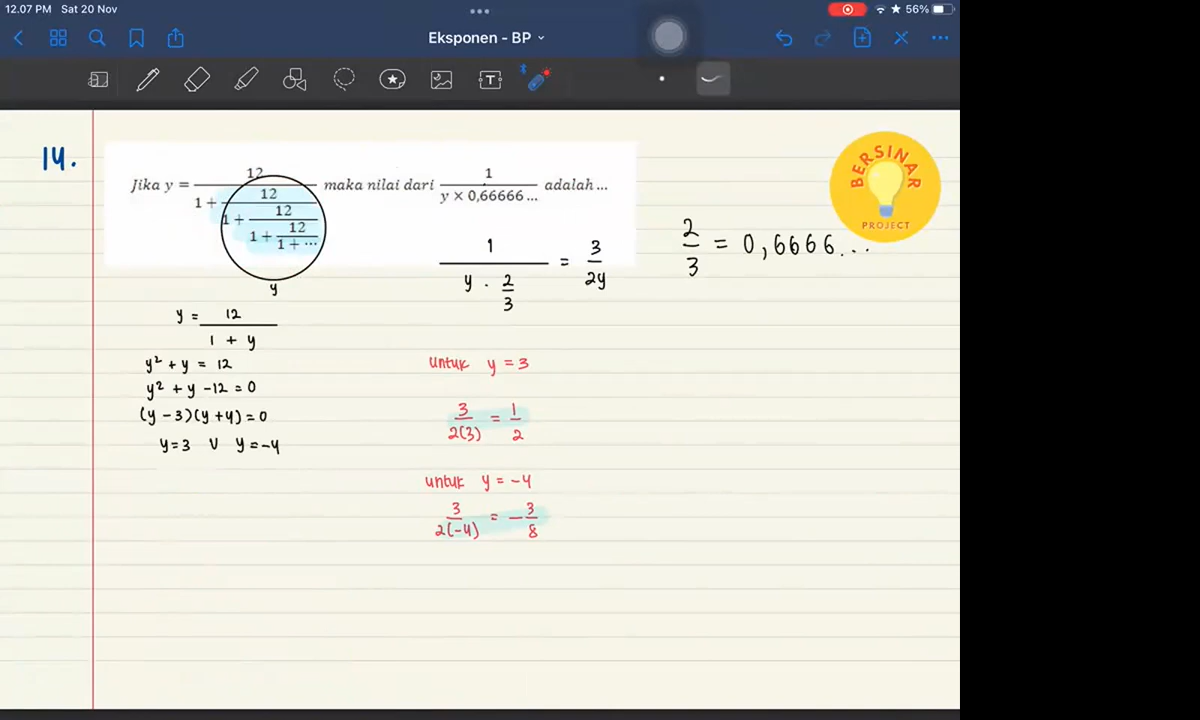 12.07 PM Sat 20 Nov
56%
Eksponen - BP
14.
Jika y = 12 / (1 + 12 / (1 + 12 / (1 + 12 / (1 + ⋯)))) maka nilai dari 1 / (y × 0,66666 ...) adalah ...
BERSINAR
PROJECT
2/3 = 0,6666...
1 / (y . 2/3) = 3/2y
y
y = 12 / (1 + y)
y² + y = 12
y² + y -12 = 0
(y - 3)(y + 4) = 0
y = 3 V y = -4
untuk y = 3
3 / 2(3) = 1/2
untuk y = -4
3 / 2(-4) = - 3/8